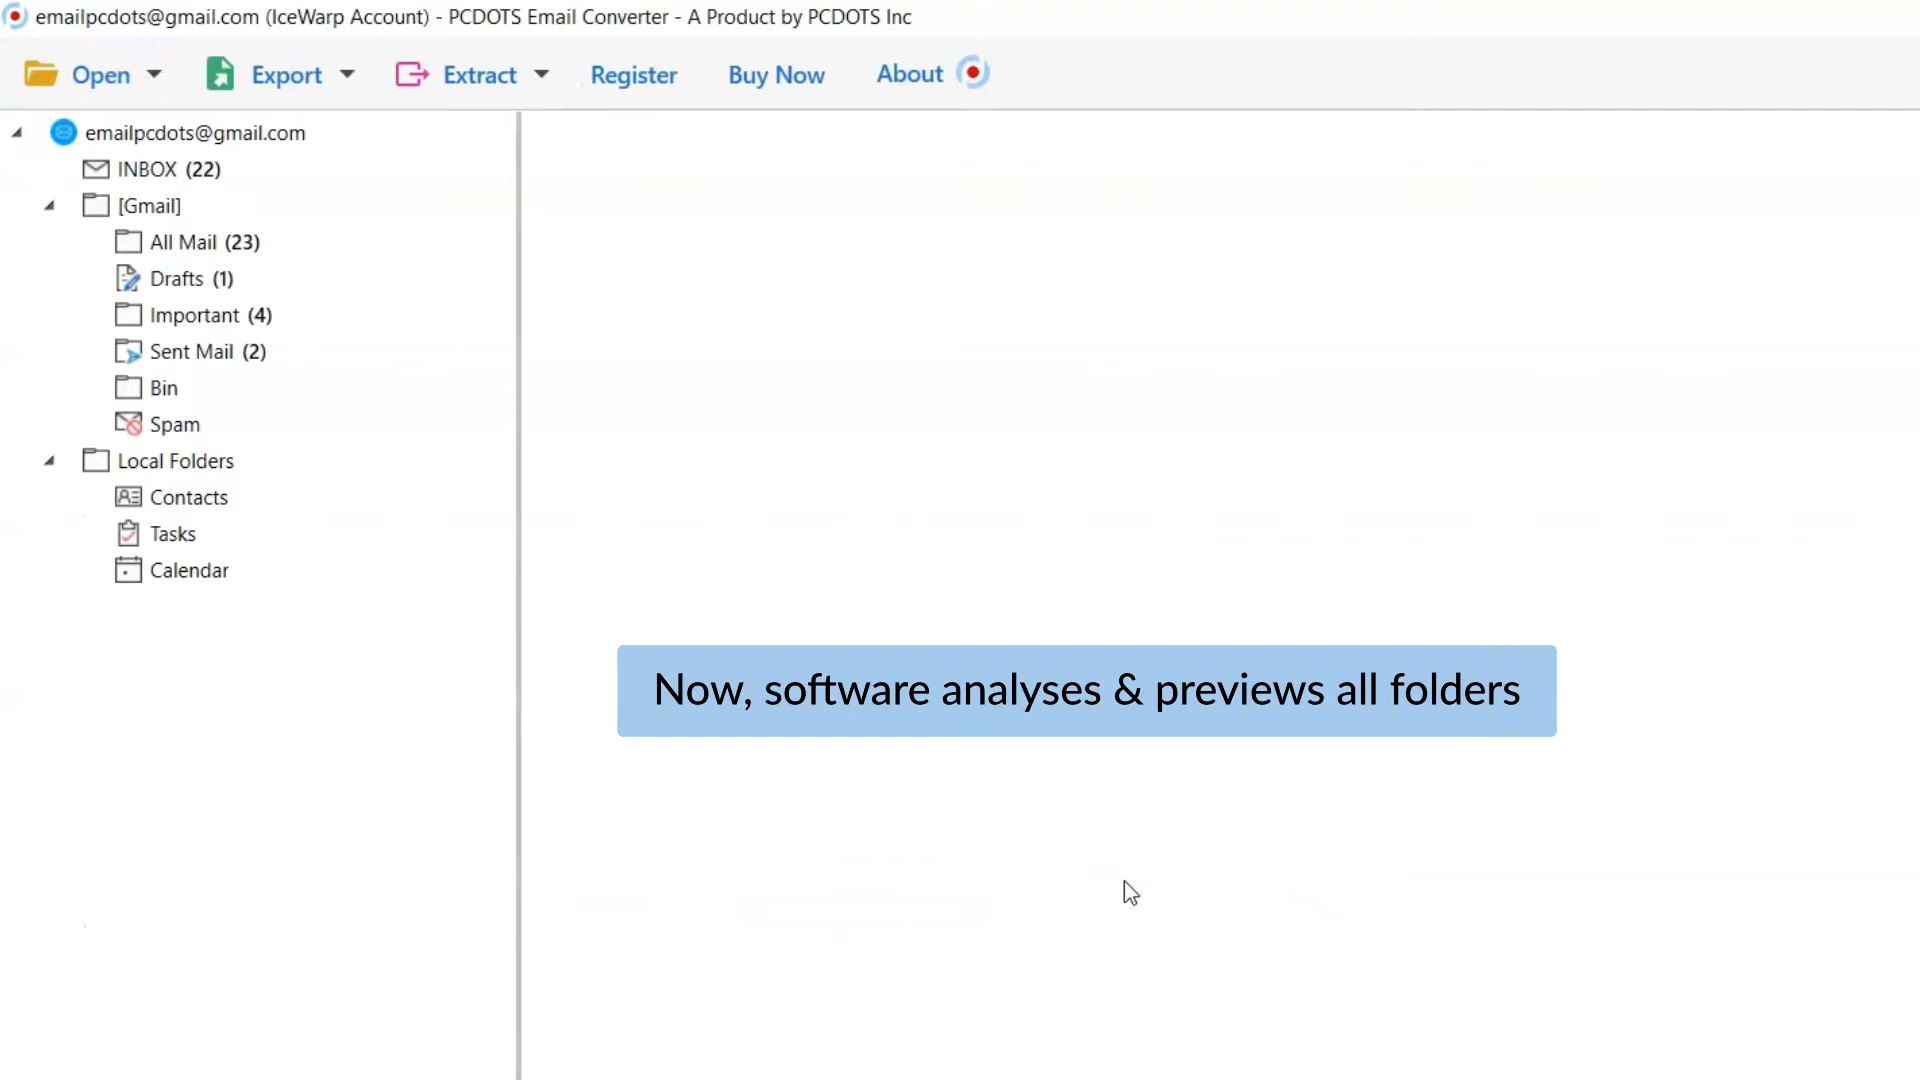 emailpcdots@gmail.com (IceWarp Account) - PCDOTS Email Converter - A Product by PCDOTS Inc
Open Export Extract Register Buy Now About
emailpcdots@gmail.com
INBOX (22)
[Gmail]
All Mail (23)
Drafts (1)
Important (4)
Sent Mail (2)
Bin
Spam
Local Folders
Contacts
Tasks
Calendar
Now, software analyses & previews all folders